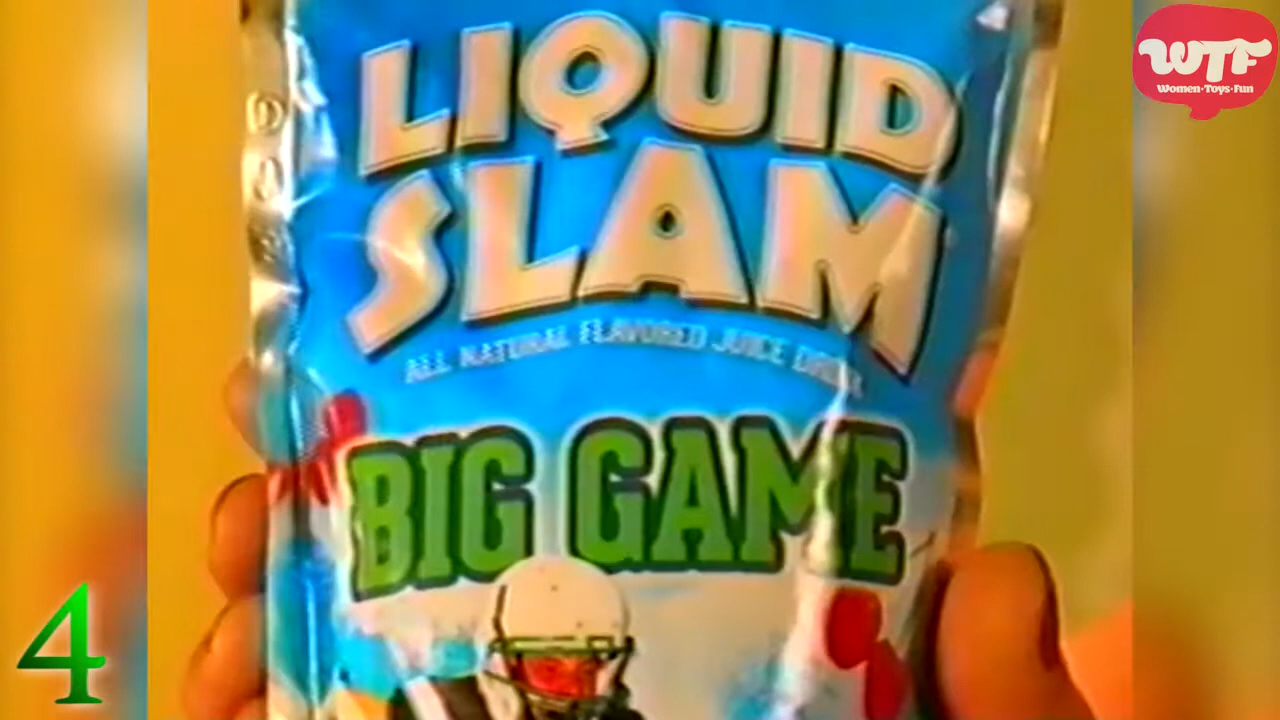 WTF
Women·Toys·Fun
LIQUID
SLAM
ALL NATURAL FLAVORED JUICE DRINK
BIG GAME
4